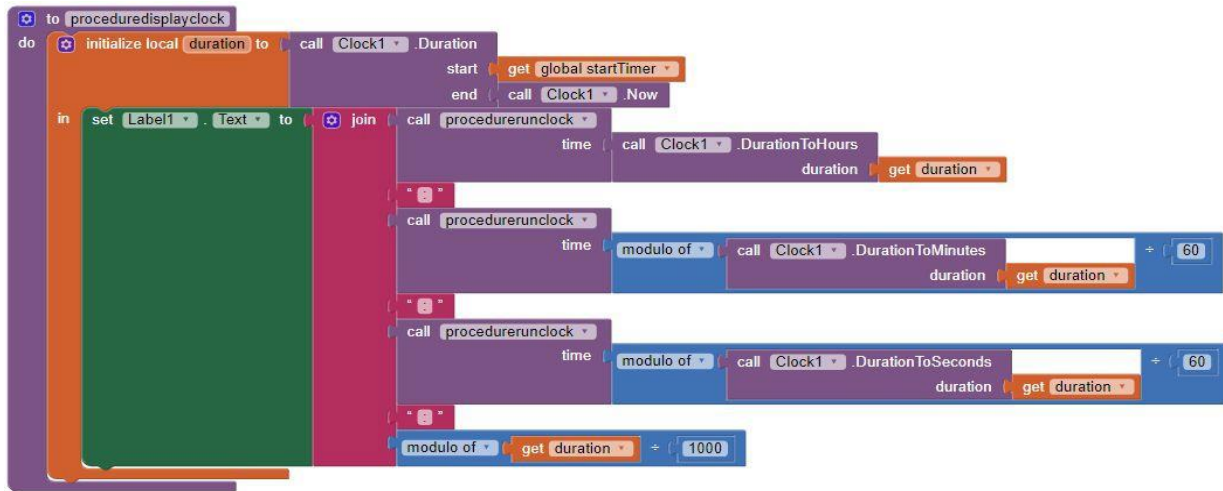 to proceduredisplayclock
do initialize local duration to call Clock1 .Duration
start get global startTimer
end call Clock1 .Now
in set Label1 . Text to join call procedurerunclock
time call Clock1 .DurationToHours
duration get duration
" : "
call procedurerunclock
time modulo of call Clock1 .DurationToMinutes ÷ 60
duration get duration
" : "
call procedurerunclock
time modulo of call Clock1 .DurationToSeconds ÷ 60
duration get duration
" : "
modulo of get duration ÷ 1000